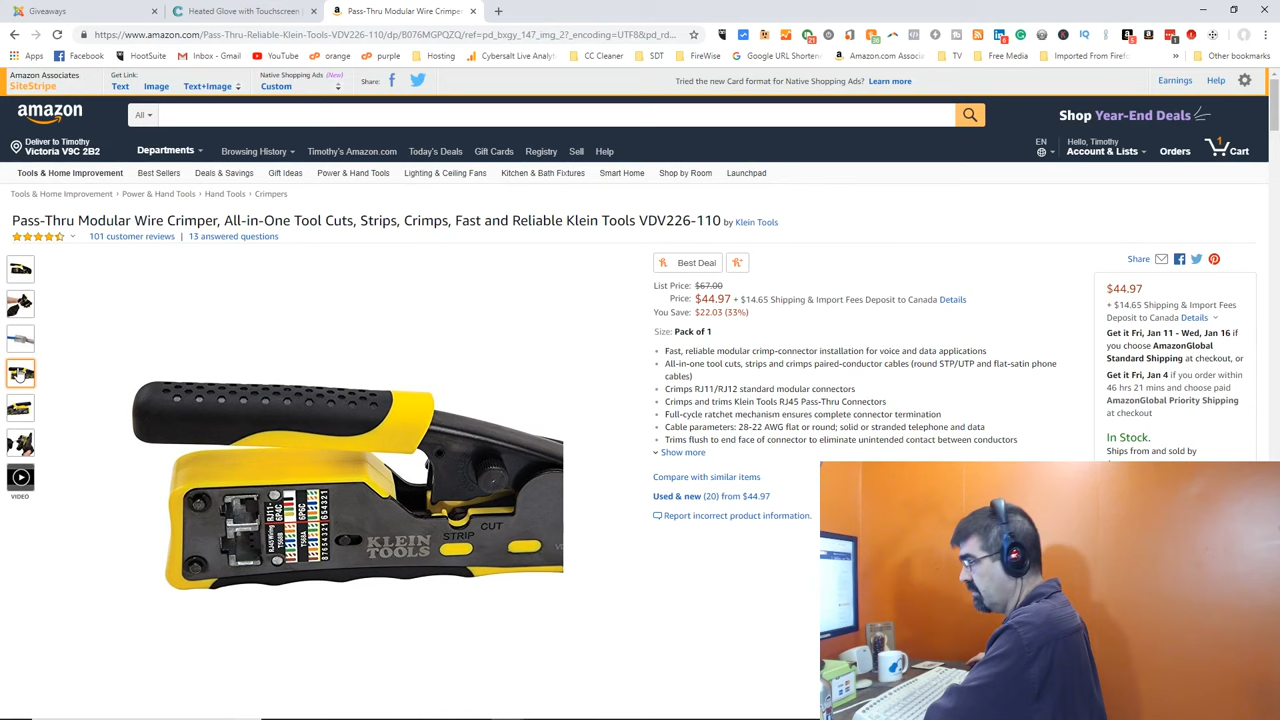 Giveaways
Heated Glove with Touchscreen |
Pass-Thru Modular Wire Crimper,
https://www.amazon.com/Pass-Thru-Reliable-Klein-Tools-VDV226-110/dp/B076MGPQZQ/ref=pd_bxgy_147_img_2?_encoding=UTF8&pd_rd...
Apps Facebook HootSuite Inbox - Gmail YouTube orange purple Hosting Cybersalt Live Analy CC Cleaner SDT FireWise Google URL Shorten Amazon.com Associa TV Free Media Imported From Firef » Other bookmarks
Amazon Associates
SiteStripe
Get Link:
Text Image Text+Image
Native Shopping Ads (New)
Custom
Share:
Tried the new Card format for Native Shopping Ads? Learn more
Earnings Help
amazon
All
Shop Year-End Deals
Deliver to Timothy
Victoria V9C 2B2
Departments Browsing History Timothy's Amazon.com Today's Deals Gift Cards Registry Sell Help
EN
Hello, Timothy
Account & Lists
Orders
1
Cart
Tools & Home Improvement Best Sellers Deals & Savings Gift Ideas Power & Hand Tools Lighting & Ceiling Fans Kitchen & Bath Fixtures Smart Home Shop by Room Launchpad
Tools & Home Improvement › Power & Hand Tools › Hand Tools › Crimpers
Pass-Thru Modular Wire Crimper, All-in-One Tool Cuts, Strips, Crimps, Fast and Reliable Klein Tools VDV226-110 by Klein Tools
101 customer reviews | 13 answered questions
VIDEO
RJ11-
6P4C
6P6C
RJ45 Wiring
T568B
T568A
87654321
654321
KLEIN
TOOLS
STRIP
CUT
Best Deal
List Price: $67.00
Price: $44.97 + $14.65 Shipping & Import Fees Deposit to Canada Details
You Save: $22.03 (33%)
Size: Pack of 1
• Fast, reliable modular crimp-connector installation for voice and data applications
• All-in-one tool cuts, strips and crimps paired-conductor cables (round STP/UTP and flat-satin phone
cables)
• Crimps RJ11/RJ12 standard modular connectors
• Crimps and trims Klein Tools RJ45 Pass-Thru Connectors
• Full-cycle ratchet mechanism ensures complete connector termination
• Cable parameters: 28-22 AWG flat or round; solid or stranded telephone and data
• Trims flush to end face of connector to eliminate unintended contact between conductors
Show more
Compare with similar items
Used & new (20) from $44.97
Report incorrect product information.
Share
$44.97
+ $14.65 Shipping & Import Fees
Deposit to Canada Details
Get it Fri, Jan 11 - Wed, Jan 16 if
you choose AmazonGlobal
Standard Shipping at checkout, or
Get it Fri, Jan 4 if you order within
46 hrs 21 mins and choose paid
AmazonGlobal Priority Shipping
at checkout
In Stock.
Ships from and sold by